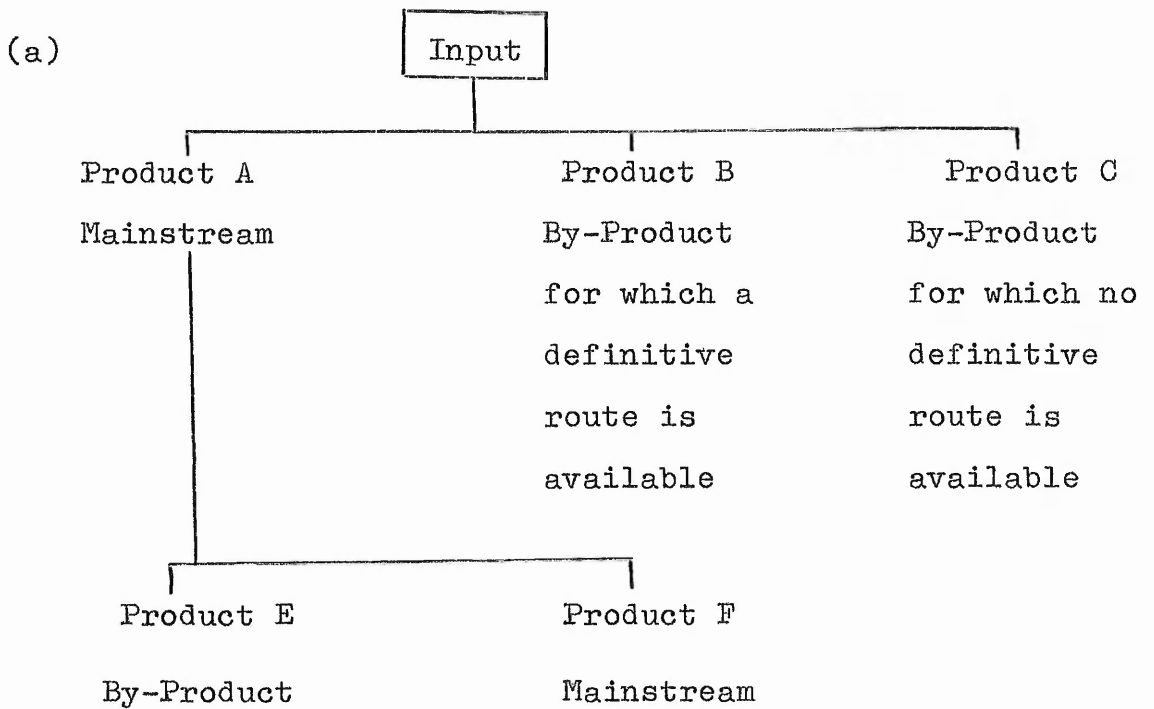 (a)
Input
Product A
Mainstream
Product B
By-Product
for which a
definitive
route is
available
Product C
By-Product
for which no
definitive
route is
available
Product E
By-Product
Product F
Mainstream